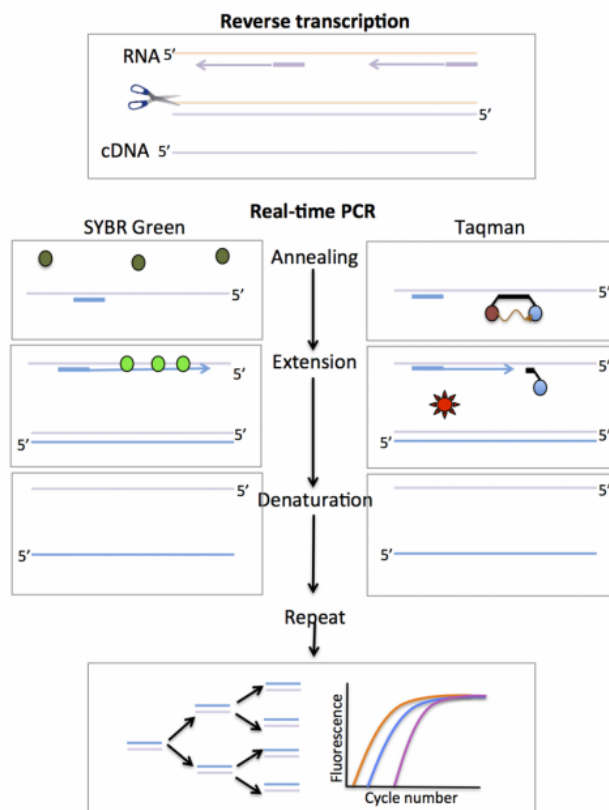 Reverse transcription
RNA 5’
5’
cDNA 5’
Real-time PCR
SYBR Green
Taqman
Annealing
5’
5’
Extension
5’
5’
5’
5’
5’
5’
Denaturation
5’
5’
5’
5’
Repeat
Fluorescence
Cycle number